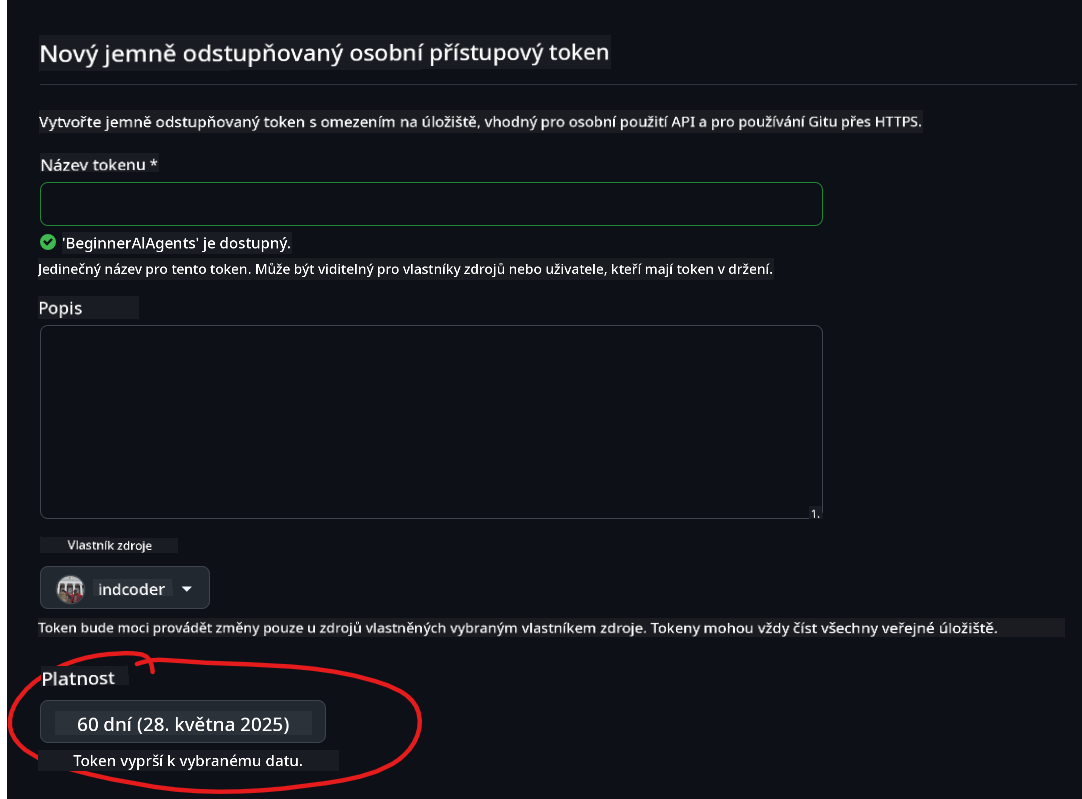 Nový jemně odstupňovaný osobní přístupový token
Vytvořte jemně odstupňovaný token s omezením na úložiště, vhodný pro osobní použití API a pro používání Gitu přes HTTPS.
Název tokenu *
'BeginnerAIAgents' je dostupný.
Jedinečný název pro tento token. Může být viditelný pro vlastníky zdrojů nebo uživatele, kteří mají token v držení.
Popis
1.
Vlastník zdroje
indcoder
Token bude moci provádět změny pouze u zdrojů vlastněných vybraným vlastníkem zdroje. Tokeny mohou vždy číst všechny veřejné úložiště.
Platnost
60 dní (28. května 2025)
Token vyprší k vybranému datu.